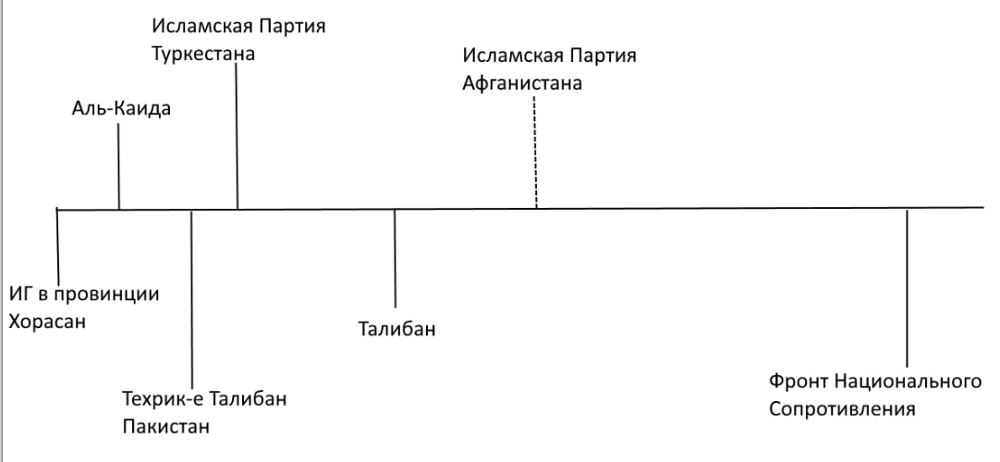 Исламская Партия
Туркестана
Исламская Партия
Афганистана
Аль-Каида
ИГ в провинции
Хорасан
Талибан
Техрик-е Талибан
Пакистан
Фронт Национального
Сопротивления